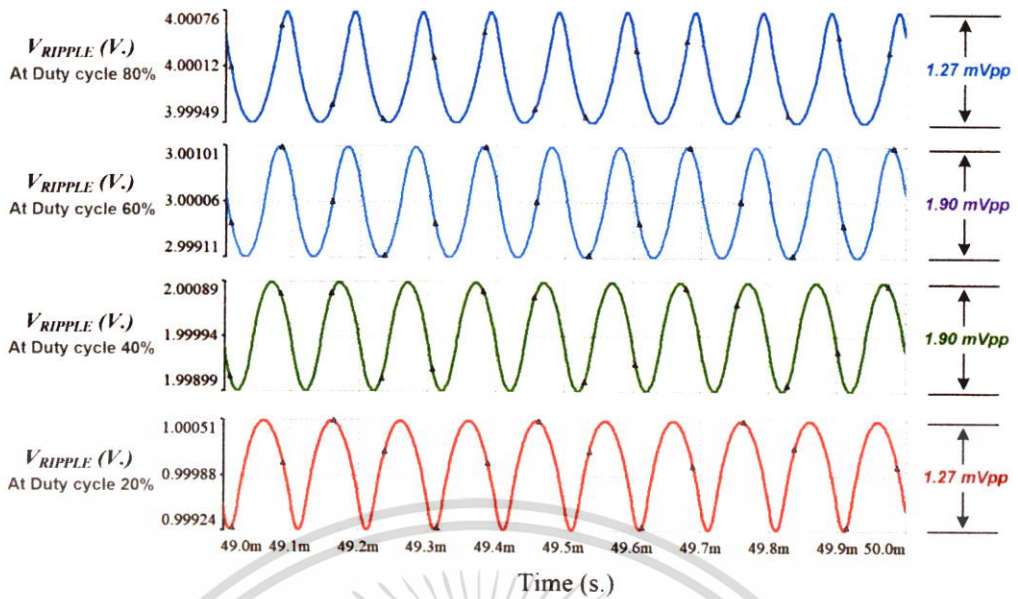 4.00076
V_RIPPLE (V.)
At Duty cycle 80%
4.00012
1.27 mVpp
3.99949
3.00101
V_RIPPLE (V.)
At Duty cycle 60%
3.00006
1.90 mVpp
2.99911
2.00089
V_RIPPLE (V.)
At Duty cycle 40%
1.99994
1.90 mVpp
1.99899
1.00051
V_RIPPLE (V.)
At Duty cycle 20%
0.99988
1.27 mVpp
0.99924
49.0m 49.1m 49.2m 49.3m 49.4m 49.5m 49.6m 49.7m 49.8m 49.9m 50.0m
Time (s.)